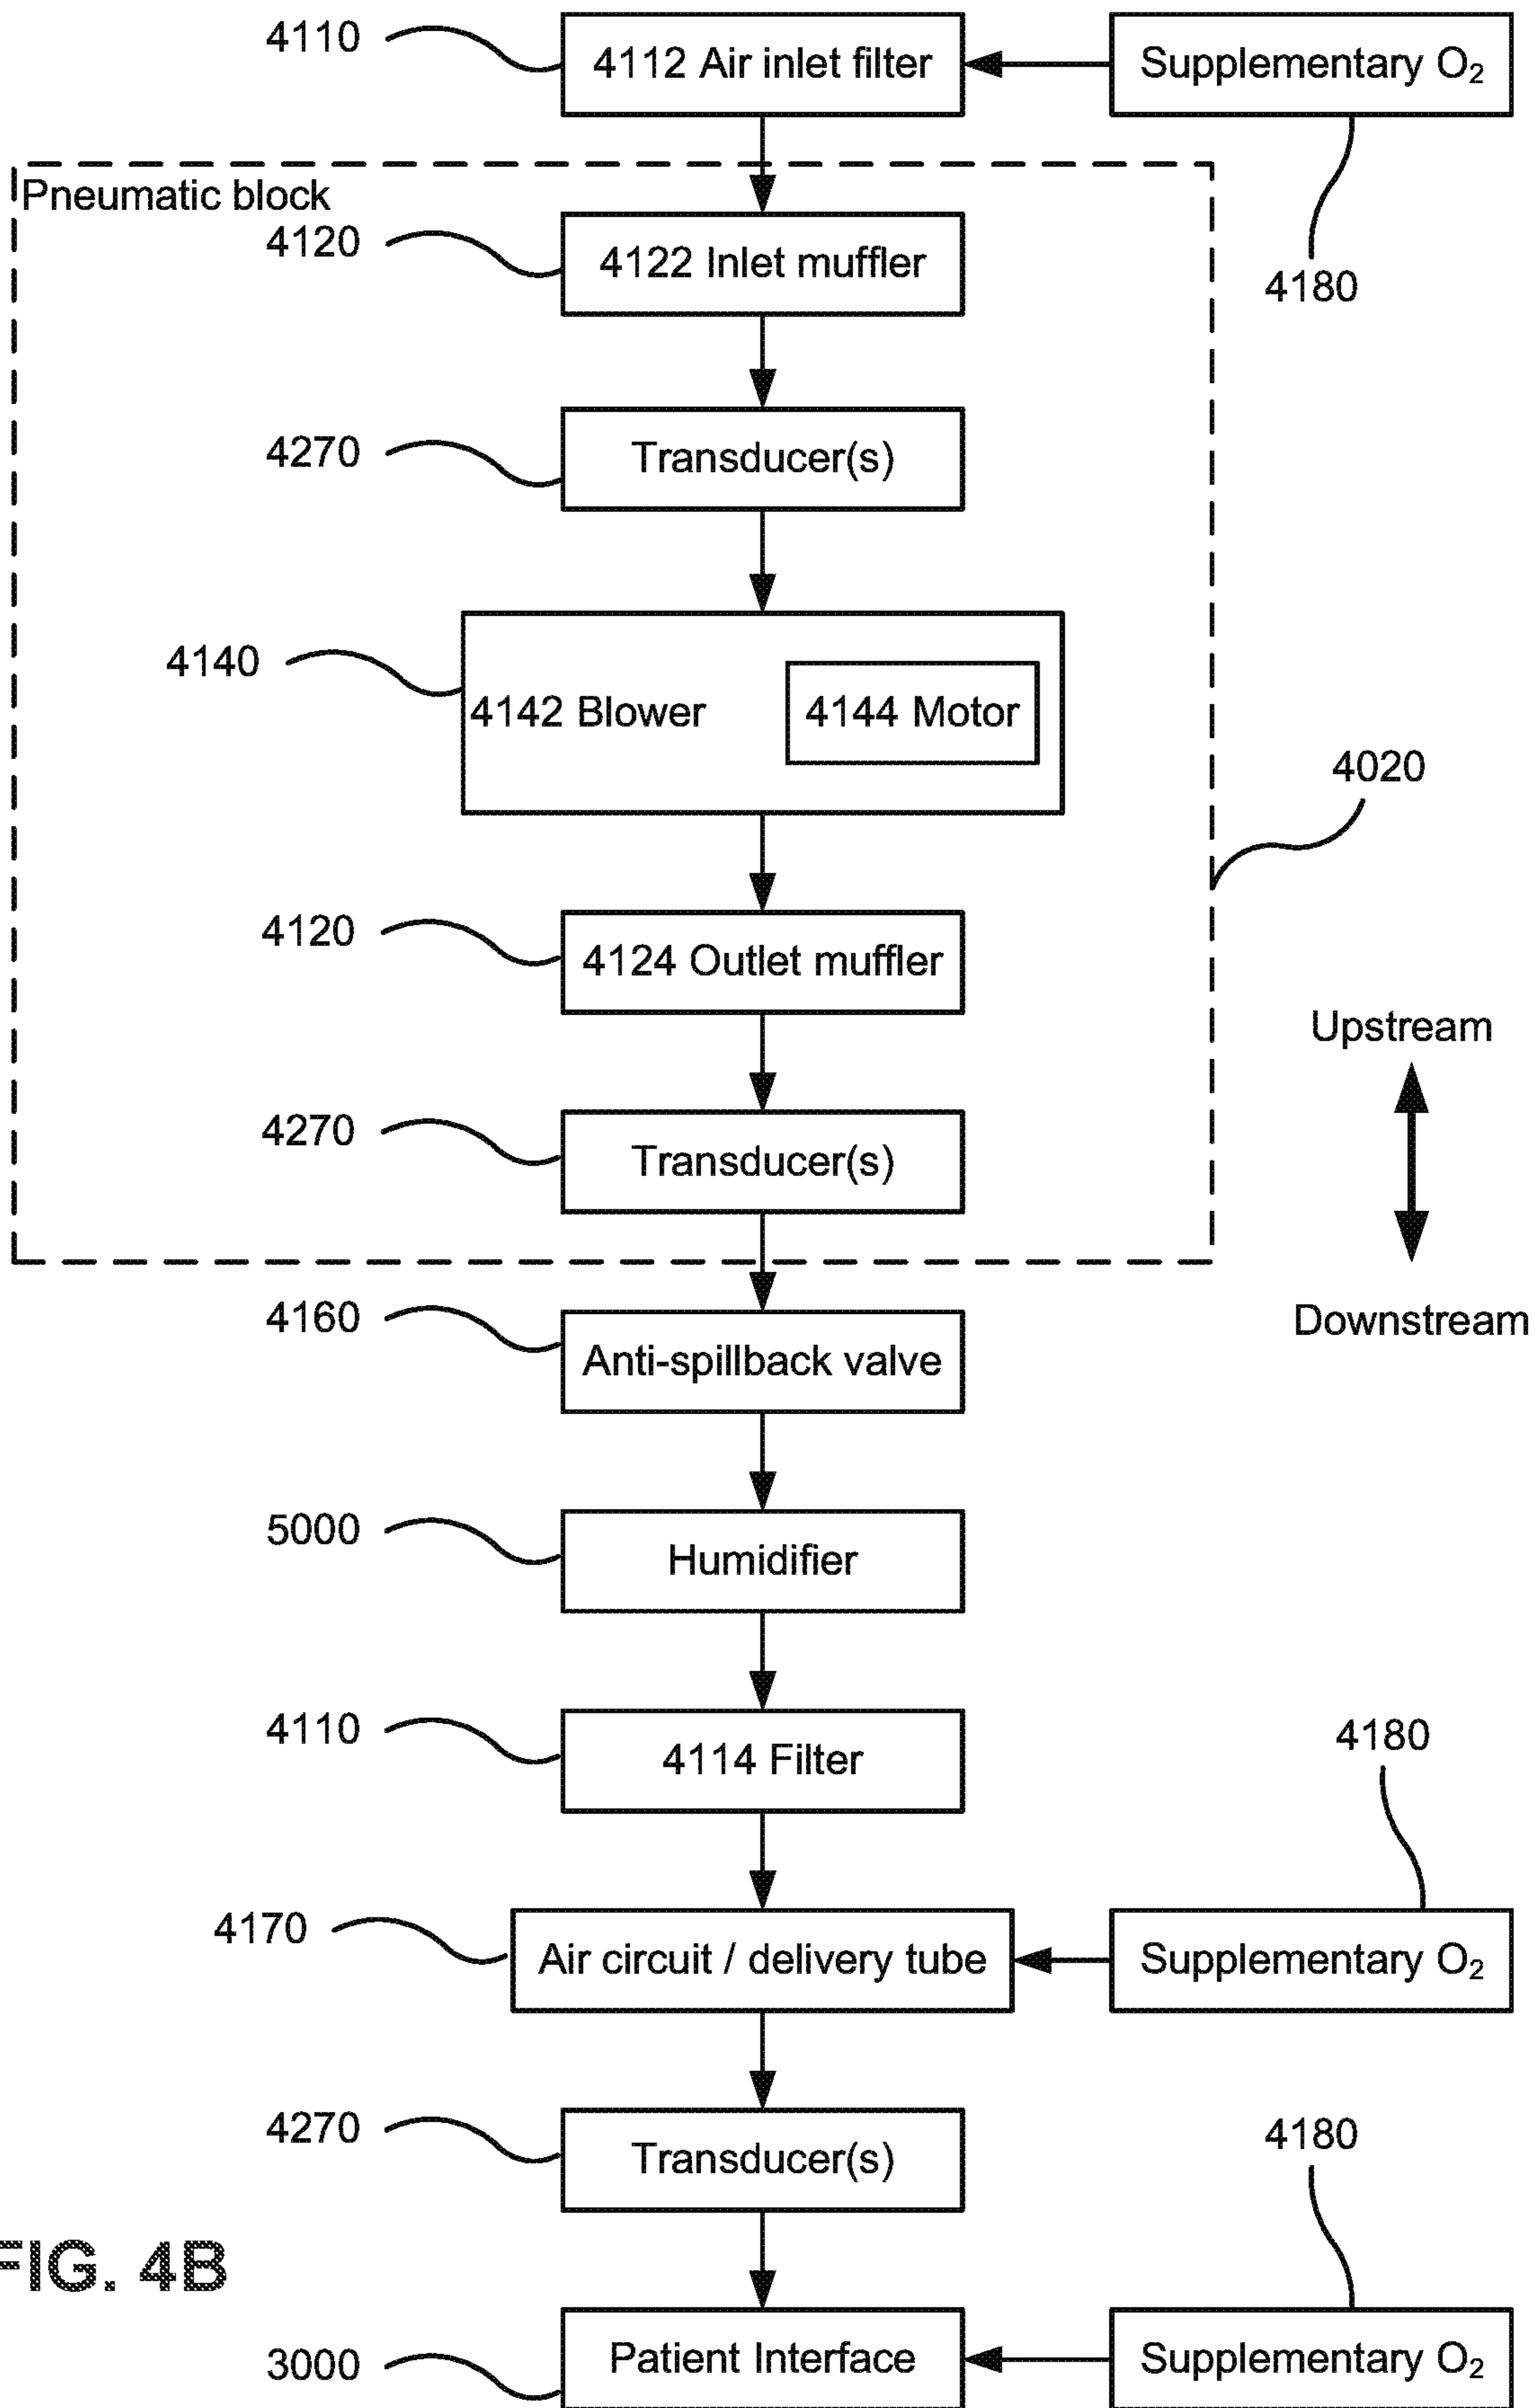 4110
4112 Air inlet filter
Supplementary O₂
Pneumatic block
4120
4122 Inlet muffler
4180
4270
Transducer(s)
4140
4142 Blower
4144 Motor
4020
4120
4124 Outlet muffler
Upstream
4270
Transducer(s)
4160
Anti-spillback valve
Downstream
5000
Humidifier
4110
4114 Filter
4180
4170
Air circuit / delivery tube
Supplementary O₂
4270
Transducer(s)
4180
FIG. 4B
3000
Patient Interface
Supplementary O₂